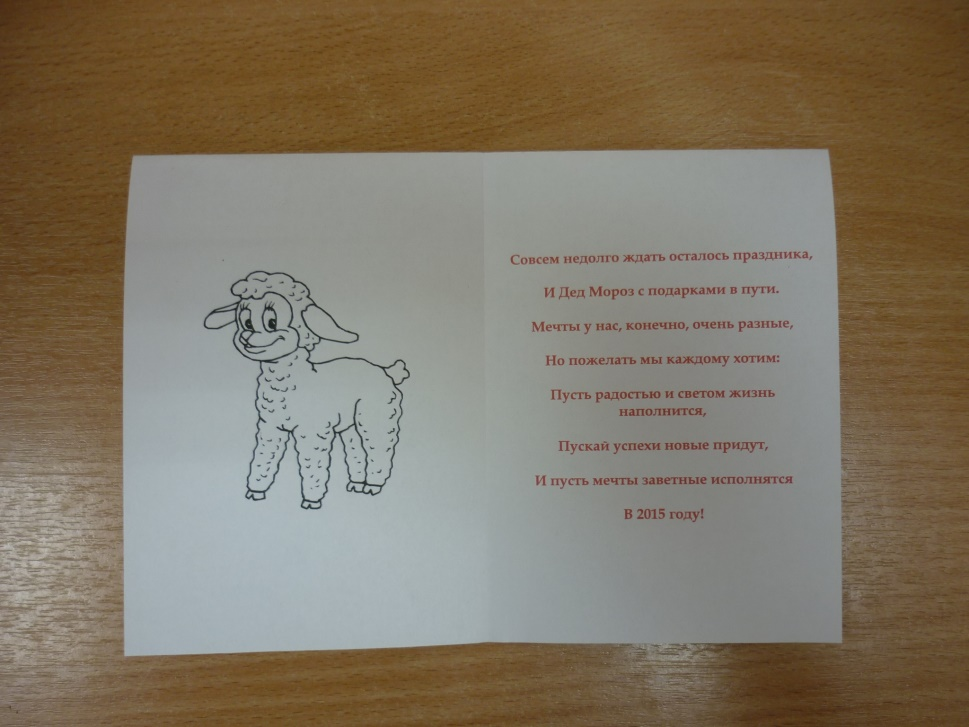 Совсем недолго ждать осталось праздника,
И Дед Мороз с подарками в пути.
Мечты у нас, конечно, очень разные,
Но пожелать мы каждому хотим:
Пусть радостью и светом жизнь
наполнится,
Пускай успехи новые придут,
И пусть мечты заветные исполнятся
В 2015 году!